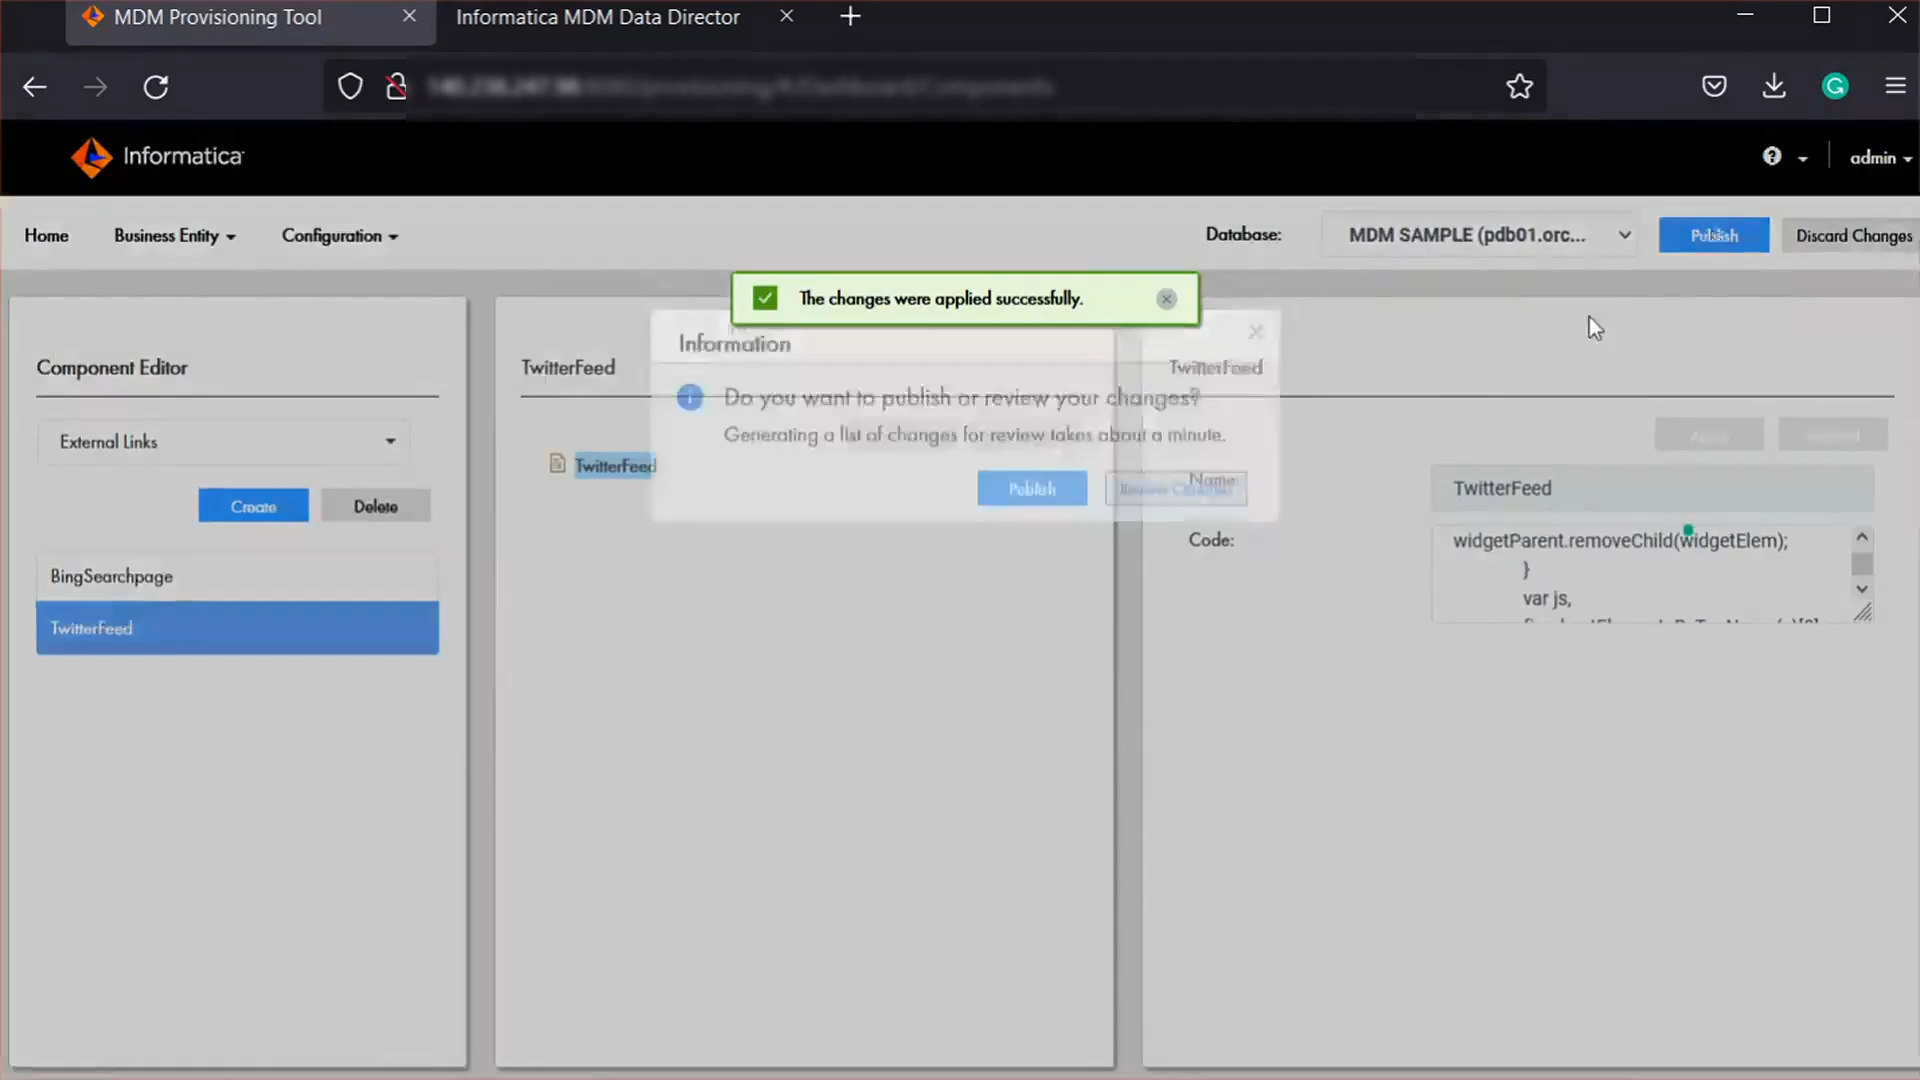 MDM Provisioning Tool
Informatica MDM Data Director
Informatica
admin
Home
Business Entity
Configuration
Database:
MDM SAMPLE (pdb01.orc...
Publish
Discard Changes
The changes were applied successfully.
Information
Do you want to publish or review your changes?
Generating a list of changes for review takes about a minute.
Publish
Component Editor
External Links
Create
Delete
BingSearchpage
TwitterFeed
TwitterFeed
TwitterFeed
TwitterFeed
Name
TwitterFeed
Code:
widgetParent.removeChild(widgetElem);
}
var js,